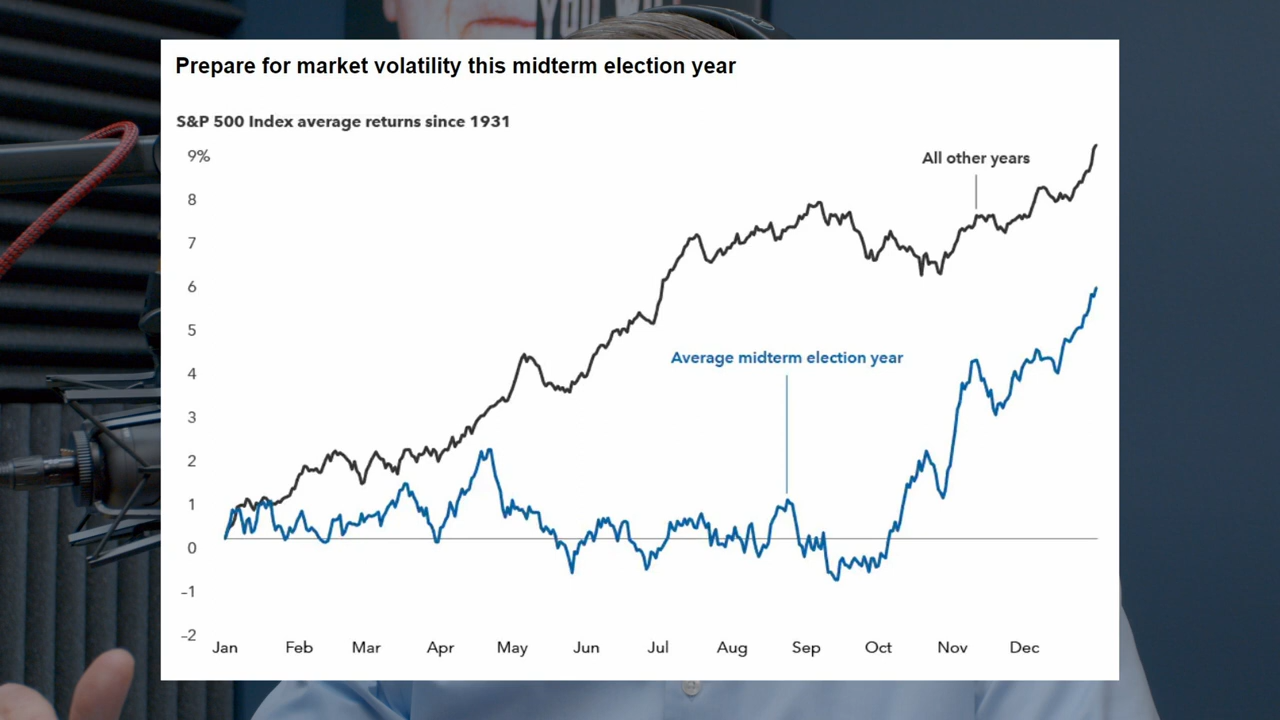 YOU WILL
Prepare for market volatility this midterm election year
S&P 500 Index average returns since 1931
9%
8
7
6
5
4
3
2
1
0
–1
–2
All other years
Average midterm election year
Jan Feb Mar Apr May Jun Jul Aug Sep Oct Nov Dec